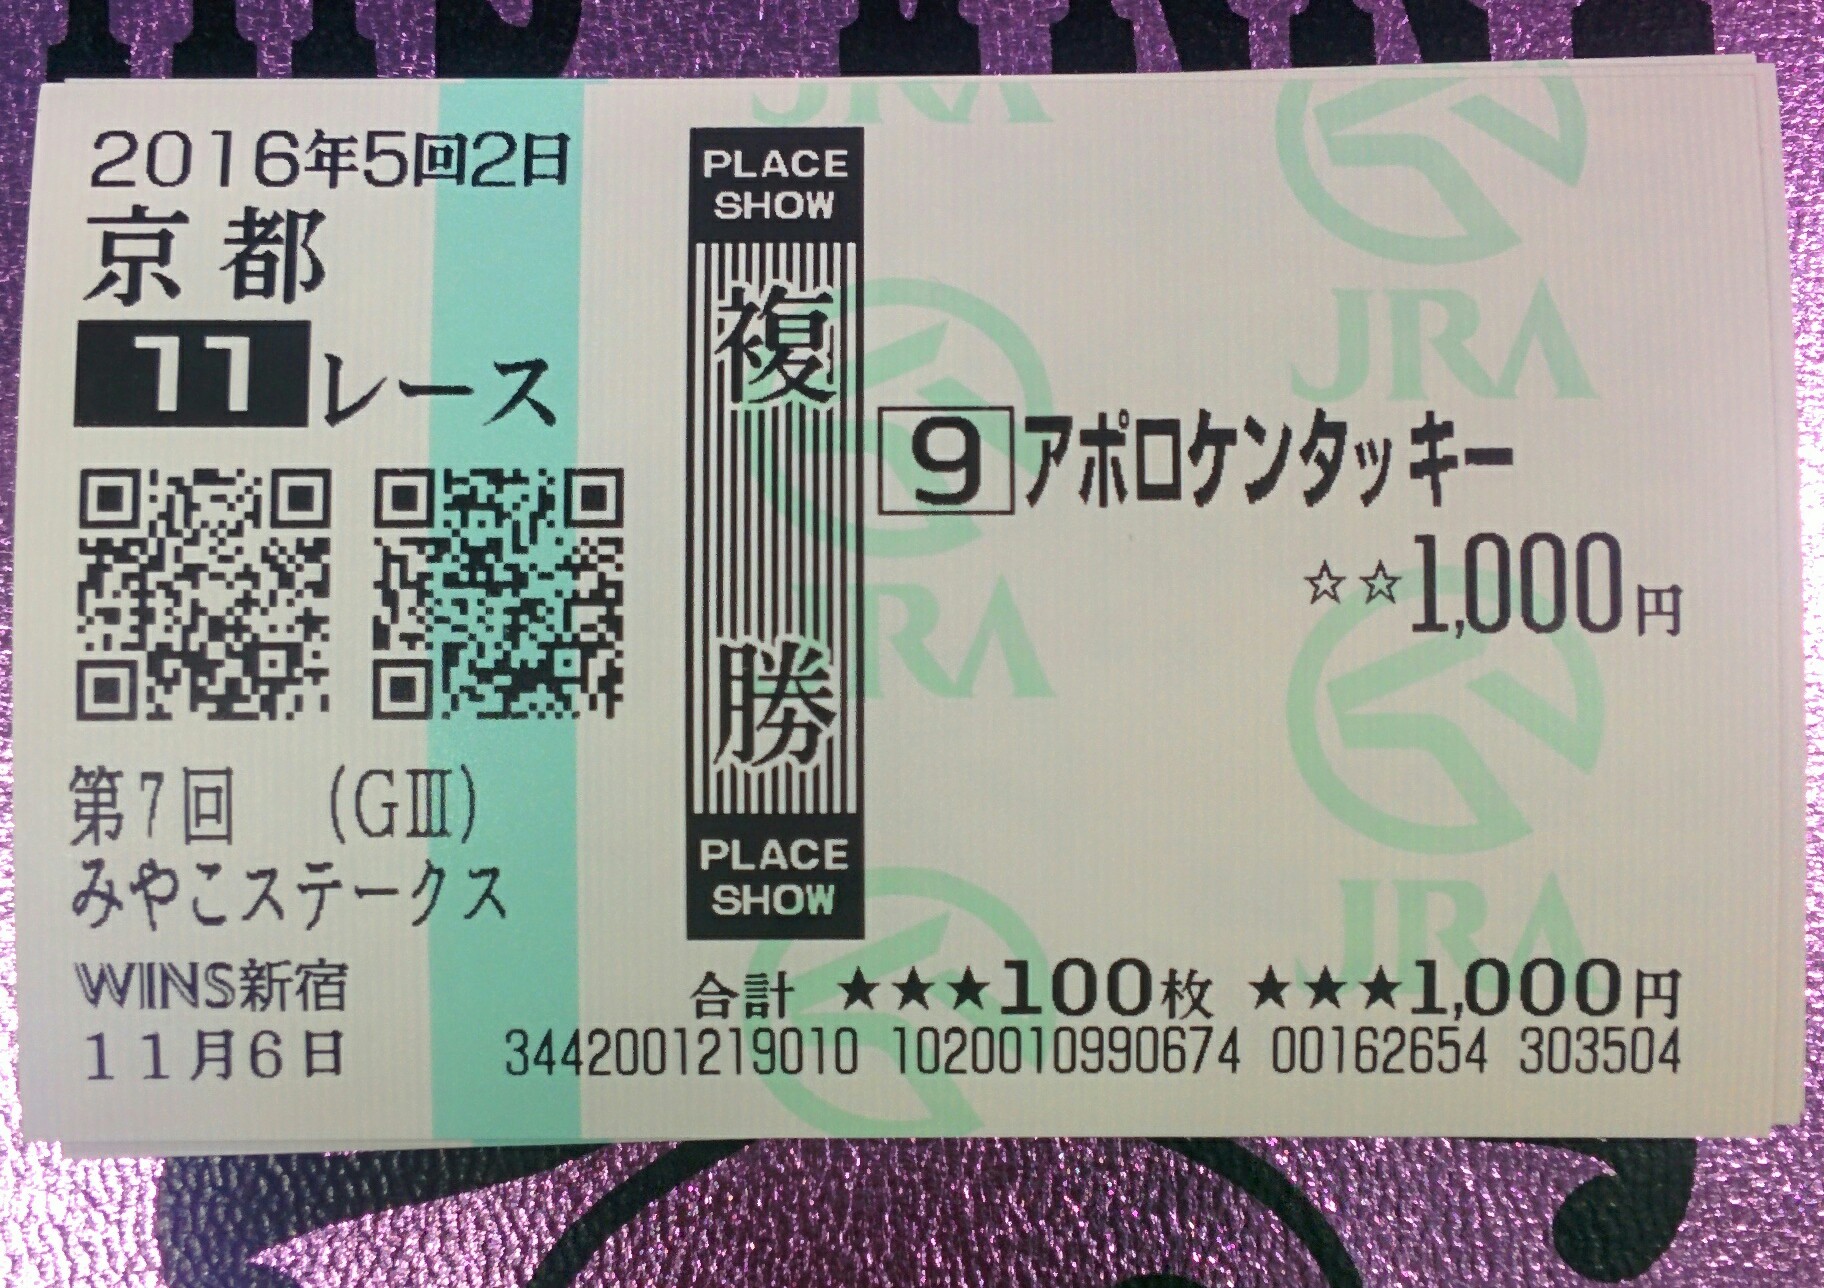 2016年5回2日
京都
11レース
第7回 (GⅢ)
みやこステークス
WINS新宿
11月6日
PLACE
SHOW
複勝
PLACE
SHOW
9 アポロケンタッキー
☆☆1,000円
合計 ★★★100枚 ★★★1,000円
3442001219010 1020010990674 00162654 303504
JRA
JRA
JRA
JRA